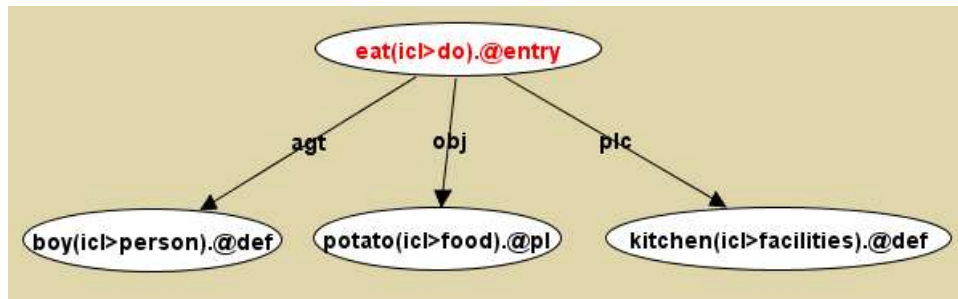 eat(icl>do).@entry
agt obj plc
boy(icl>person).@def potato(icl>food).@pl kitchen(icl>facilities).@def